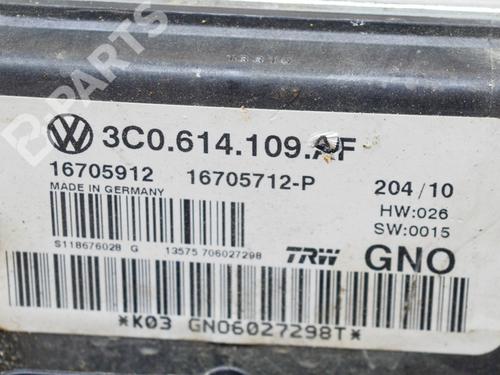 B-PARTS
3C0.614.109.AF
16705912 16705712-P 204/10
MADE IN GERMANY HW:026
SW:0015
S118676028 G 13575 706027298 TRW GNO
*K03 GNO6027298T*